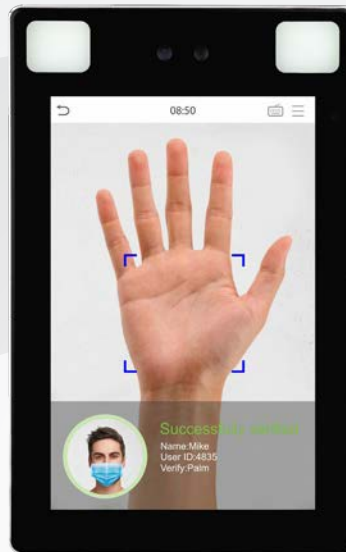 08:50
Successfully verified
Name:Mike
User ID:4835
Verify:Palm